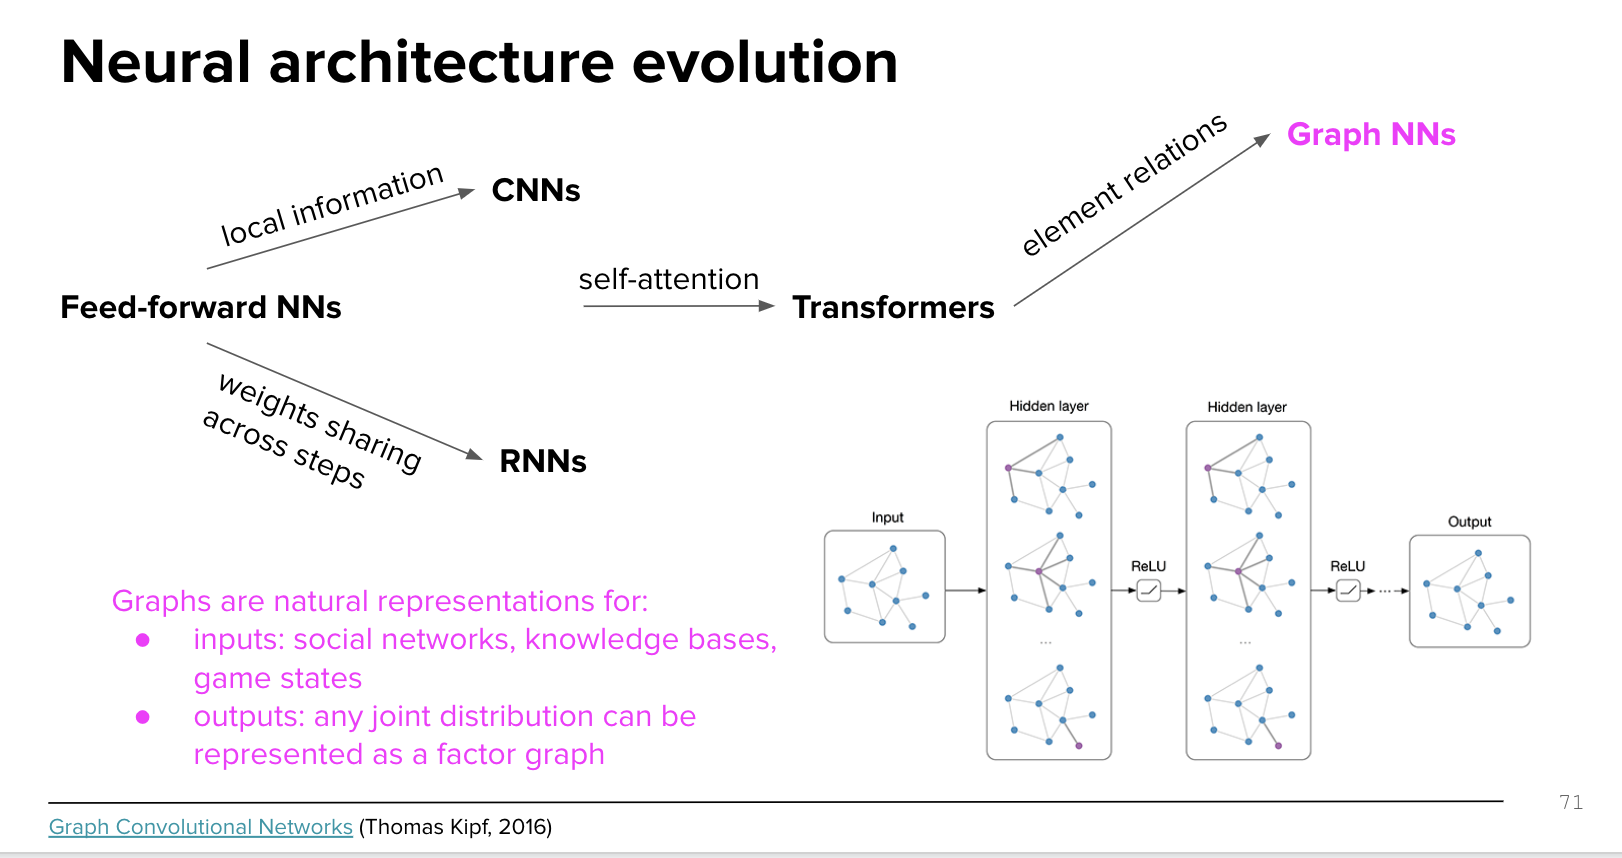 Neural architecture evolution
Graph NNs
element relations
local information
CNNs
self-attention
Feed-forward NNs
Transformers
weights sharing
across steps
RNNs
Hidden layer
Hidden layer
Input
Output
ReLU
ReLU
...
...
...
Graphs are natural representations for:
● inputs: social networks, knowledge bases,
game states
● outputs: any joint distribution can be
represented as a factor graph
71
Graph Convolutional Networks (Thomas Kipf, 2016)